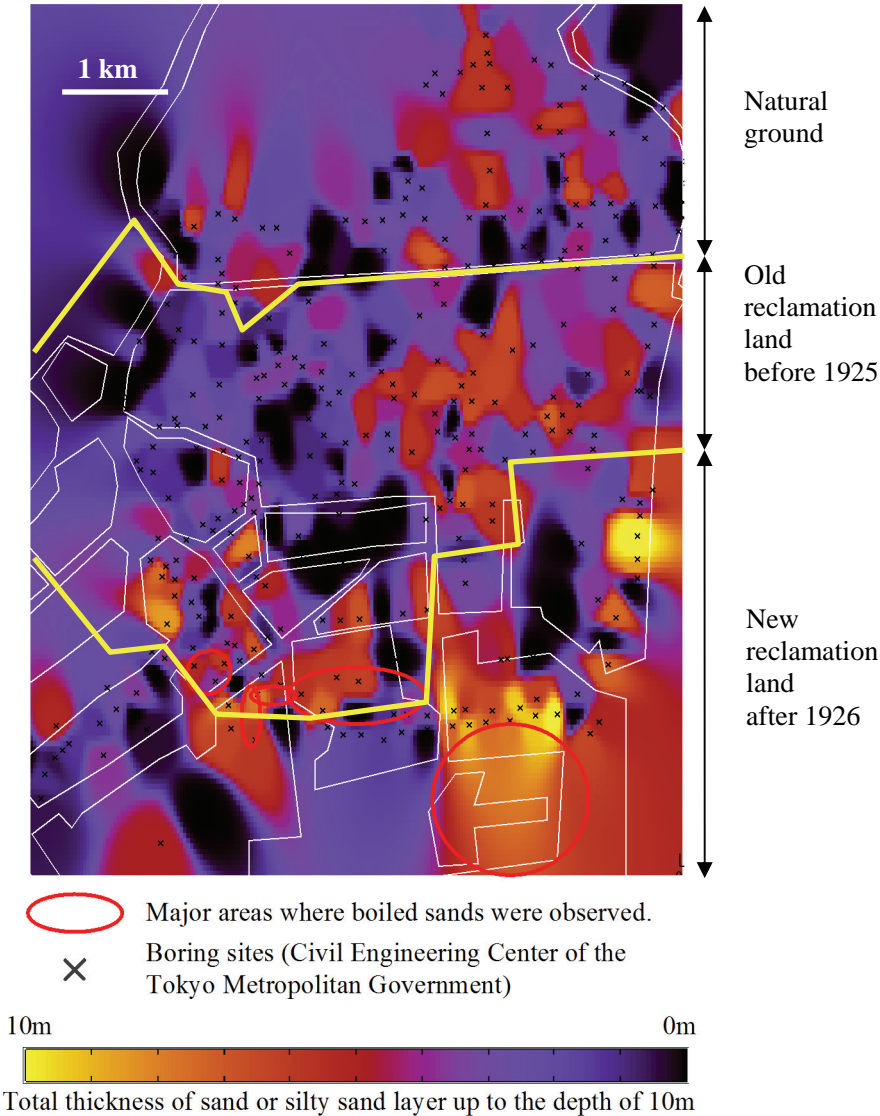 1 km
Natural
ground
Old
reclamation
land
before 1925
New
reclamation
land
after 1926
L
Major areas where boiled sands were observed.
Boring sites (Civil Engineering Center of the
Tokyo Metropolitan Government)
10m
0m
Total thickness of sand or silty sand layer up to the depth of 10m